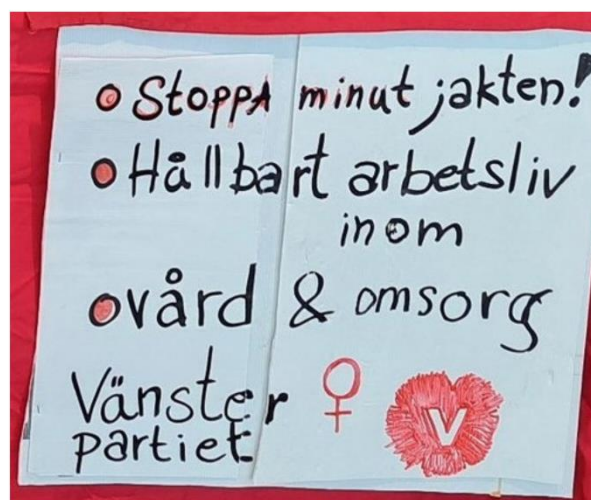 Stoppa minut jakten!
Hållbart arbetsliv
inom
vård & omsorg
Vänster
partiet
V